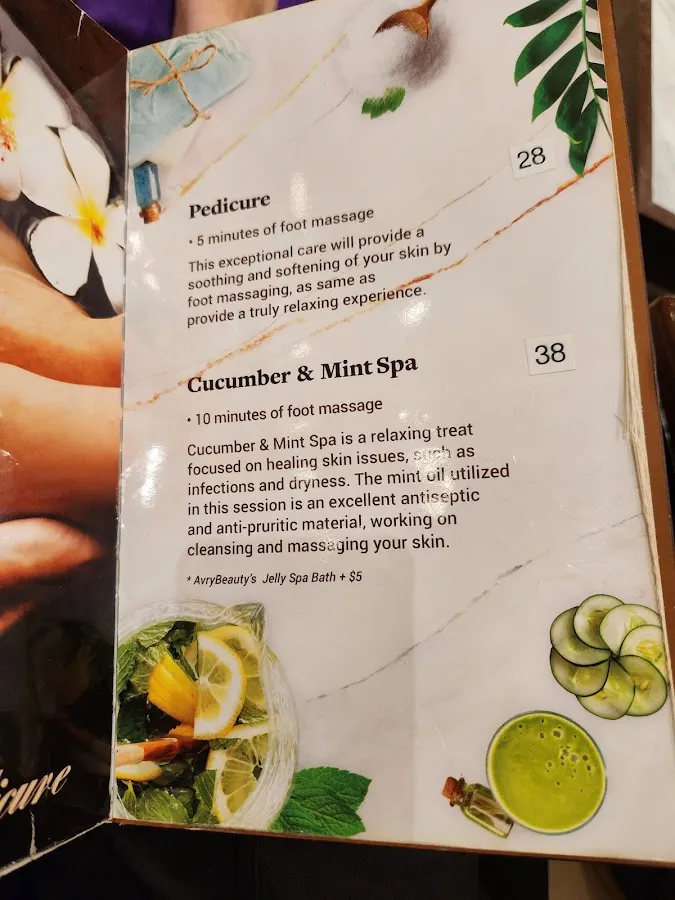 28
Pedicure
• 5 minutes of foot massage
This exceptional care will provide a
soothing and softening of your skin by
foot massaging, as same as
provide a truly relaxing experience.
38
Cucumber & Mint Spa
• 10 minutes of foot massage
Cucumber & Mint Spa is a relaxing treat
focused on healing skin issues, such as
infections and dryness. The mint oil utilized
in this session is an excellent antiseptic
and anti-pruritic material, working on
cleansing and massaging your skin.
* AvryBeauty's Jelly Spa Bath + $5